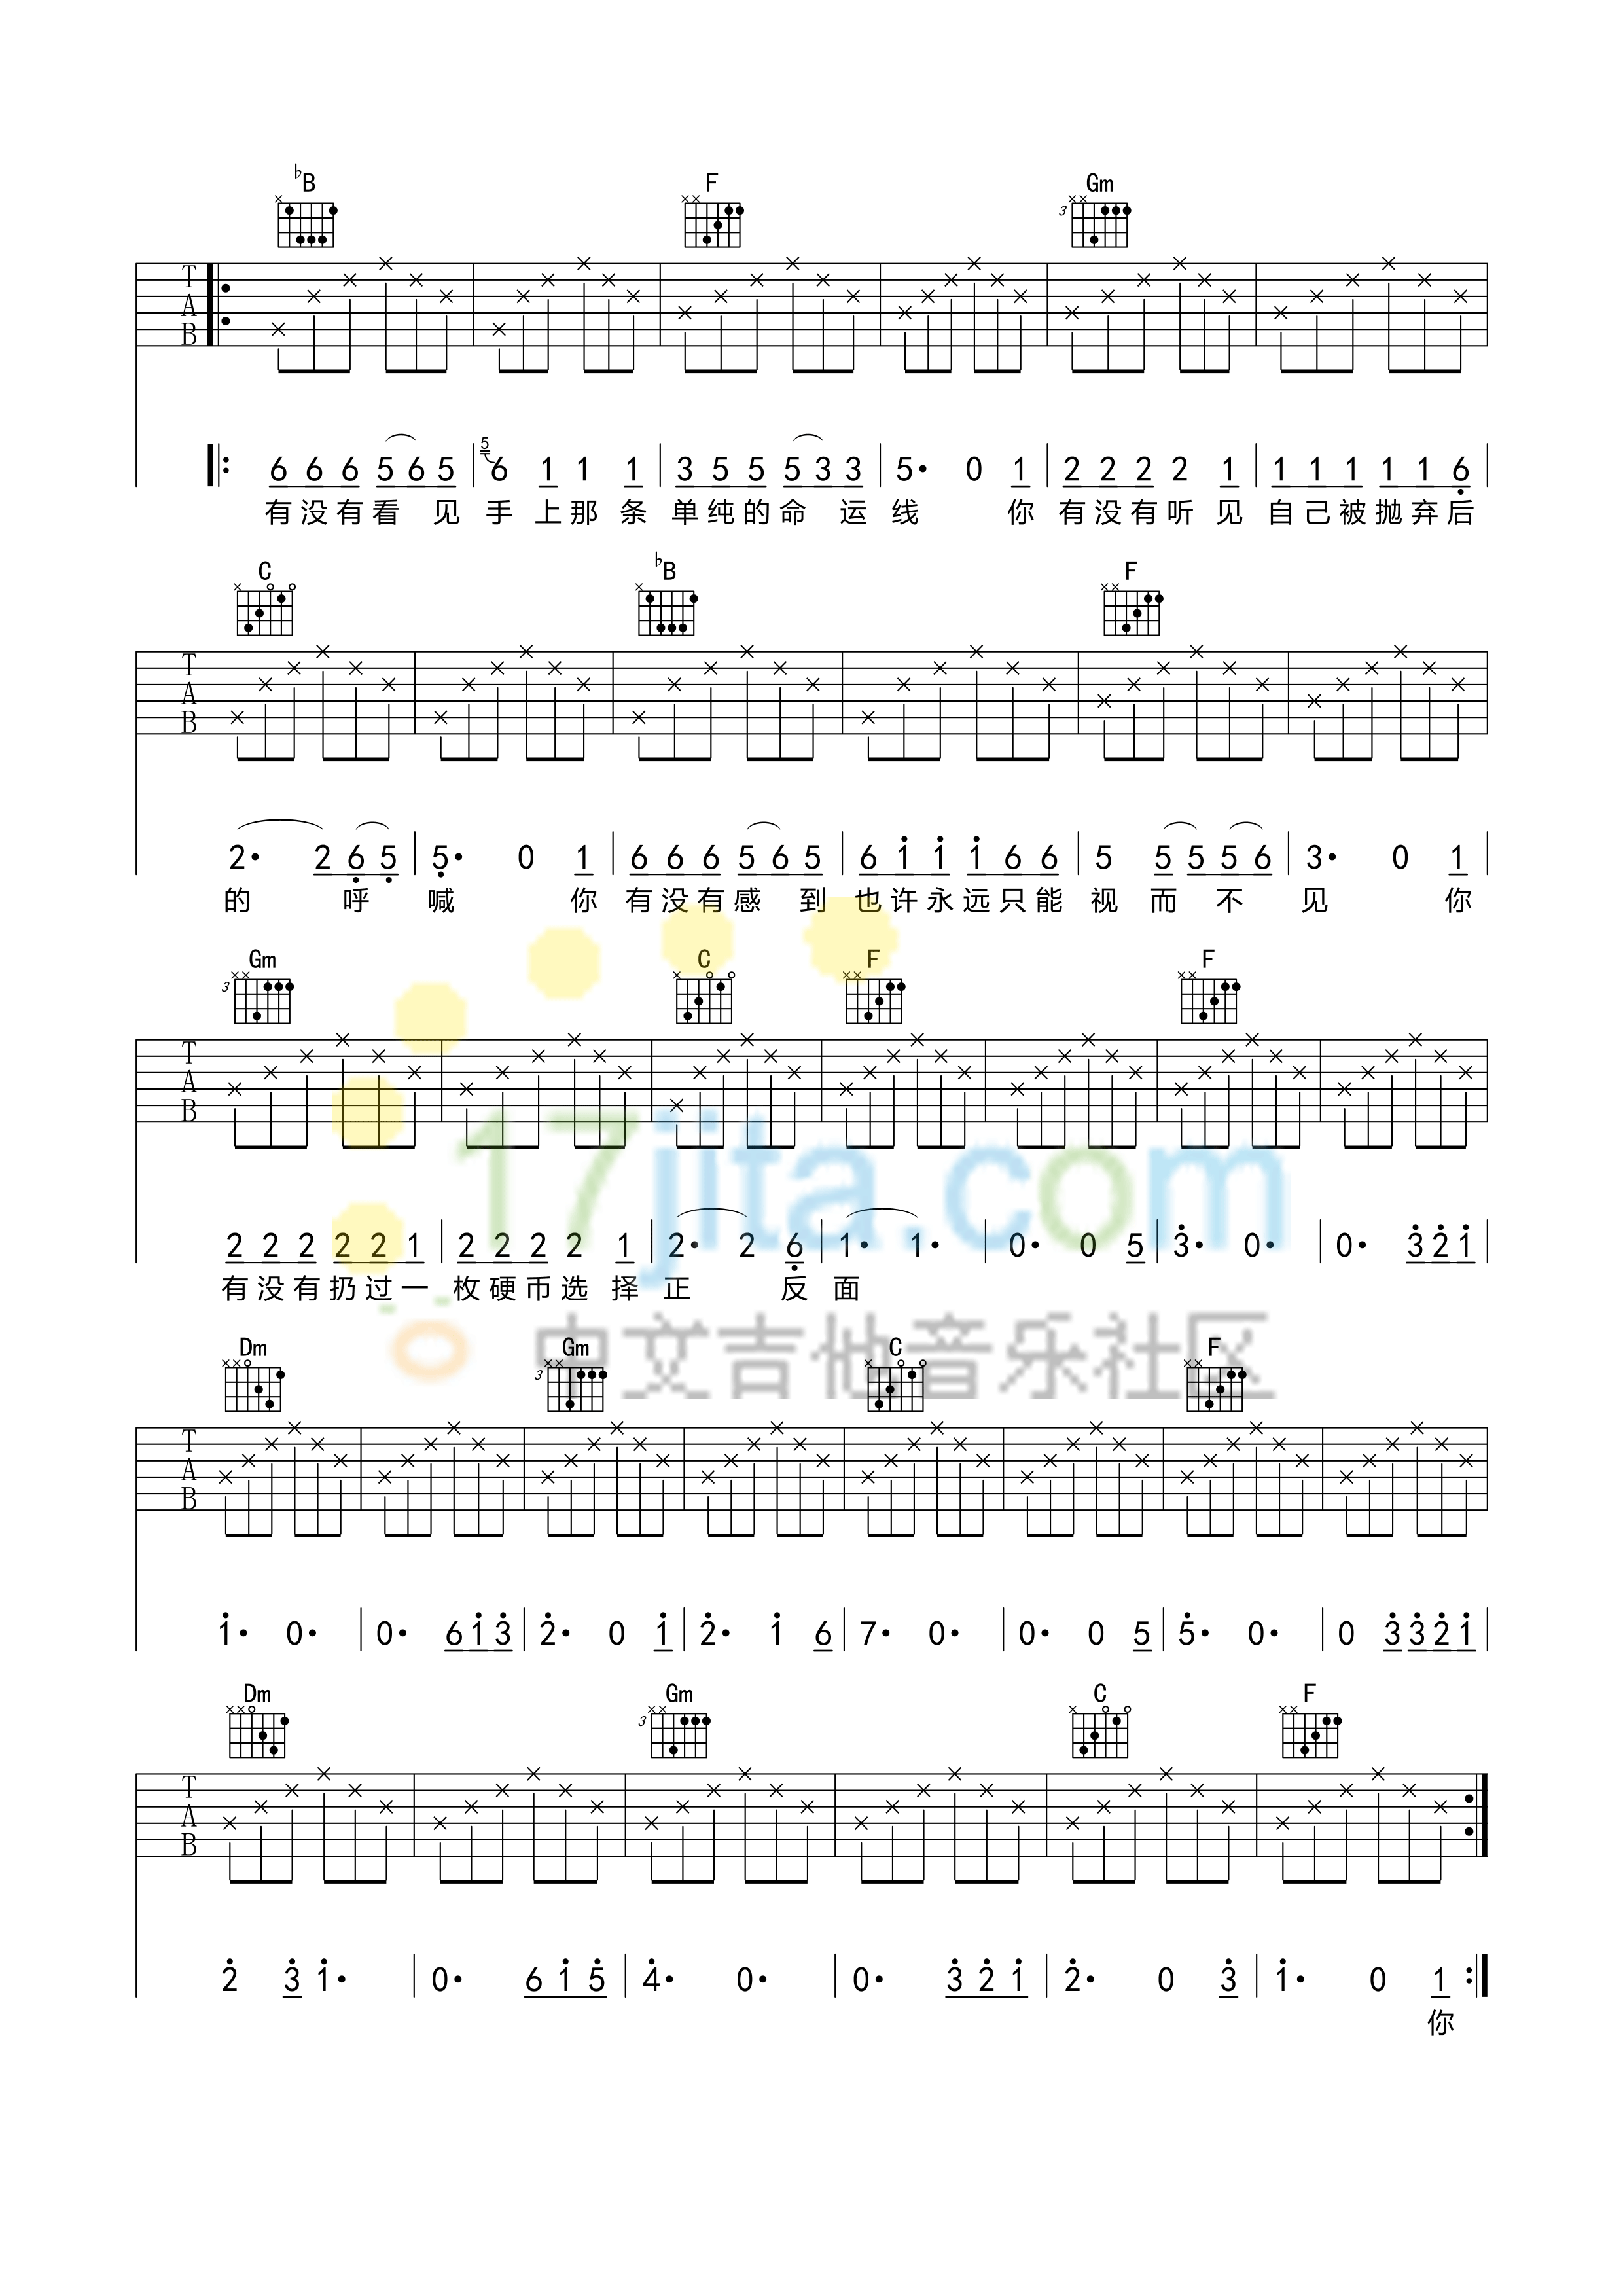 ♭B F Gm
3
T A B
5
6 6 6 5 6 5 6 1 1 1 3 5 5 5 3 3 5· 0 1 2 2 2 2 1 1 1 1 1 1 6
有没有看 见 手 上 那 条 单纯的命 运 线 你 有没有听 见 自己被抛弃后
C ♭B F
T A B
2· 2 6 5 5· 0 1 6 6 6 5 6 5 6 1 1 1 6 6 5 5 5 5 6 3· 0 1
的 呼 喊 你 有没有感 到 也许永远只能 视 而 不 见 你
Gm C F F
3
T A B
2 2 2 2 2 1 2 2 2 2 1 2· 2 6 1· 1· 0· 0 5 3· 0· 0· 3 2 1
有没有扔过一 枚硬币选 择 正 反 面
17jita.com
中文吉他音乐社区
Dm Gm C F
3
T A B
1· 0· 0· 6 1 3 2· 0 1 2· 1 6 7· 0· 0· 0 5 5· 0· 0 3 3 2 1
Dm Gm C F
3
T A B
2 3 1· 0· 6 1 5 4· 0· 0· 3 2 1 2· 0 3 1· 0 1
你